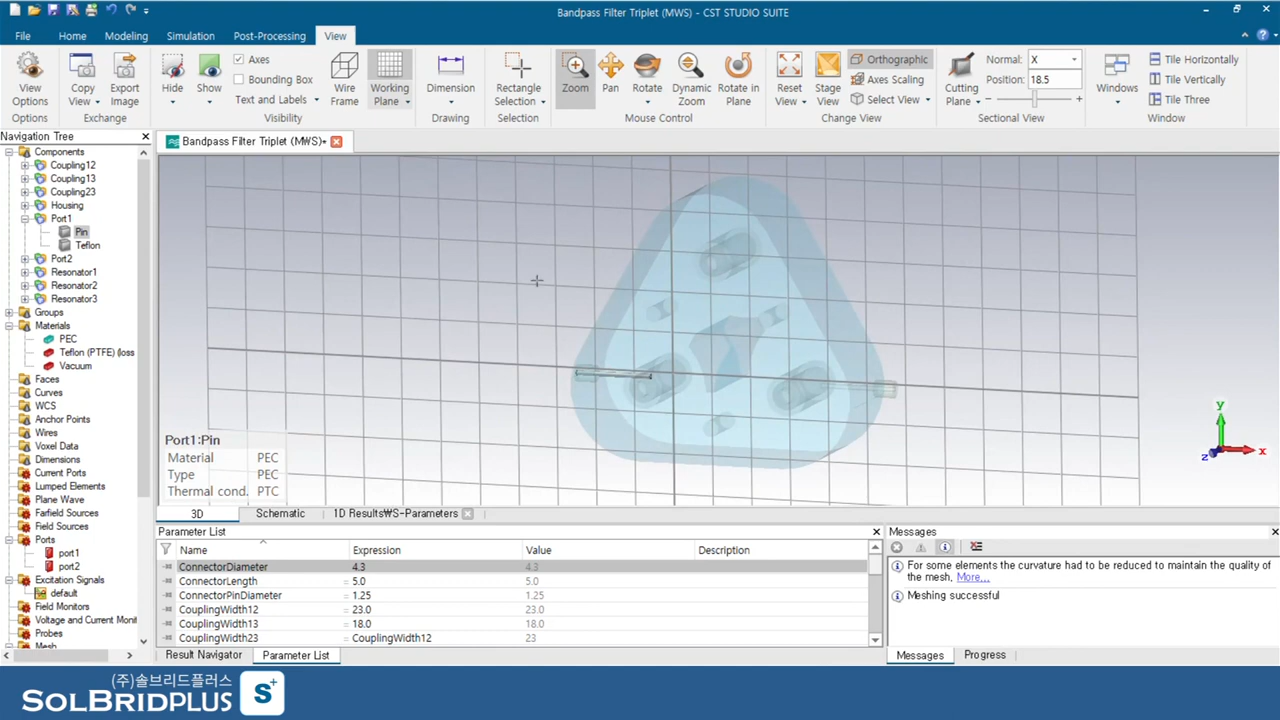 Bandpass Filter Triplet (MWS) - CST STUDIO SUITE
File Home Modeling Simulation Post-Processing View
View Options
Options
Copy View
Export Image
Exchange
Hide
Show
Axes
Bounding Box
Text and Labels
Wire Frame
Working Plane
Visibility
Dimension
Drawing
Rectangle Selection
Selection
Zoom
Pan
Rotate
Dynamic Zoom
Rotate in Plane
Mouse Control
Reset View
Stage View
Orthographic
Axes Scaling
Select View
Change View
Cutting Plane
Normal: X
Position: 18.5
Sectional View
Windows
Tile Horizontally
Tile Vertically
Tile Three
Window
Navigation Tree
Components
Coupling12
Coupling13
Coupling23
Housing
Port1
Pin
Teflon
Port2
Resonator1
Resonator2
Resonator3
Groups
Materials
PEC
Teflon (PTFE) (loss
Vacuum
Faces
Curves
WCS
Anchor Points
Wires
Voxel Data
Dimensions
Current Ports
Lumped Elements
Plane Wave
Farfield Sources
Field Sources
Ports
port1
port2
Excitation Signals
default
Field Monitors
Voltage and Current Monit
Probes
Mesh
Bandpass Filter Triplet (MWS)*
Port1:Pin
Material PEC
Type PEC
Thermal cond. PTC
y
x
z
3D Schematic 1D Results₩S-Parameters
Parameter List
Name Expression Value Description
ConnectorDiameter 4.3 4.3
ConnectorLength = 5.0 5.0
ConnectorPinDiameter = 1.25 1.25
CouplingWidth12 = 23.0 23.0
CouplingWidth13 = 18.0 18.0
CouplingWidth23 = CouplingWidth12 23
Result Navigator Parameter List
Messages
For some elements the curvature had to be reduced to maintain the quality of
the mesh, More...
Meshing successful
Messages Progress
(주)솔브리드플러스
SOLBRIDPLUS S+